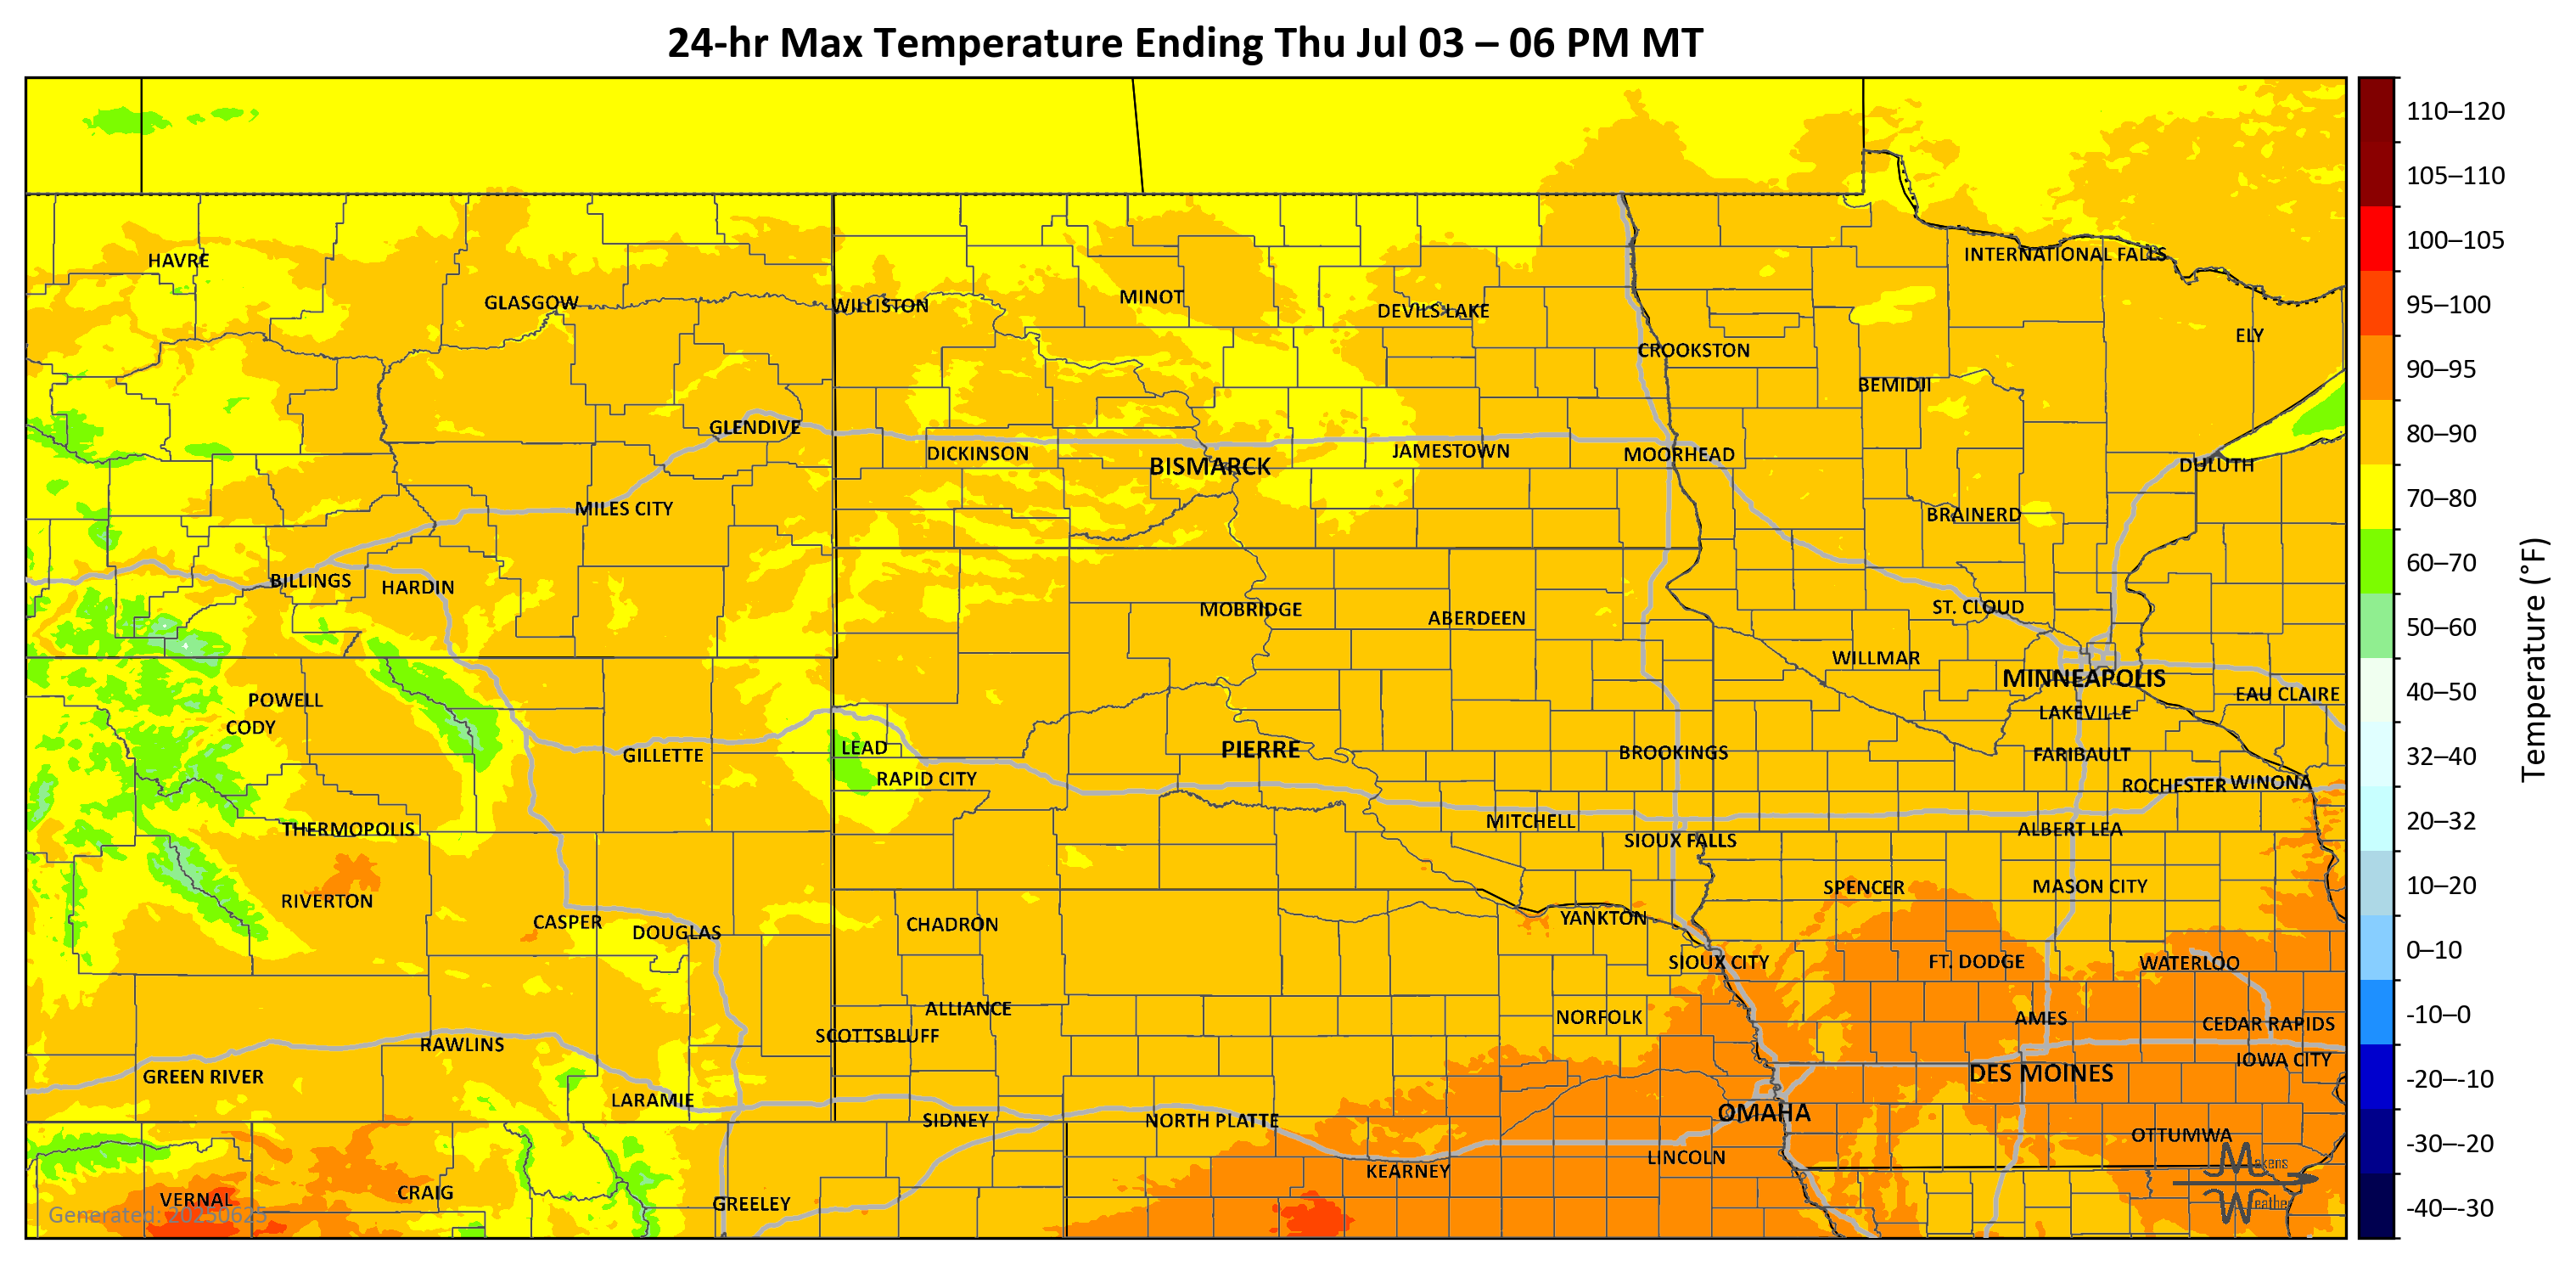 24-hr Max Temperature Ending Thu Jul 03 – 06 PM MT
110–120
105–110
100–105
95–100
90–95
80–90
70–80
60–70
50–60
40–50
32–40
20–32
10–20
0–10
-10–0
-20–-10
-30–-20
-40–-30
Temperature (°F)
HAVRE
INTERNATIONAL FALLS
GLASGOW
WILLISTON
MINOT
DEVILS LAKE
ELY
CROOKSTON
BEMIDJI
GLENDIVE
DICKINSON
BISMARCK
JAMESTOWN
MOORHEAD
DULUTH
MILES CITY
BRAINERD
BILLINGS
HARDIN
MOBRIDGE
ABERDEEN
ST. CLOUD
WILLMAR
MINNEAPOLIS
POWELL
EAU CLAIRE
CODY
LAKEVILLE
GILLETTE
LEAD
PIERRE
BROOKINGS
FARIBAULT
RAPID CITY
ROCHESTER
WINONA
THERMOPOLIS
MITCHELL
ALBERT LEA
SIOUX FALLS
RIVERTON
SPENCER
MASON CITY
CASPER
DOUGLAS
CHADRON
YANKTON
SIOUX CITY
FT. DODGE
WATERLOO
ALLIANCE
NORFOLK
AMES
CEDAR RAPIDS
SCOTTSBLUFF
RAWLINS
IOWA CITY
GREEN RIVER
DES MOINES
LARAMIE
SIDNEY
NORTH PLATTE
OMAHA
OTTUMWA
LINCOLN
KEARNEY
VERNAL
CRAIG
GREELEY
Generated: 20250625
Makens
Weather